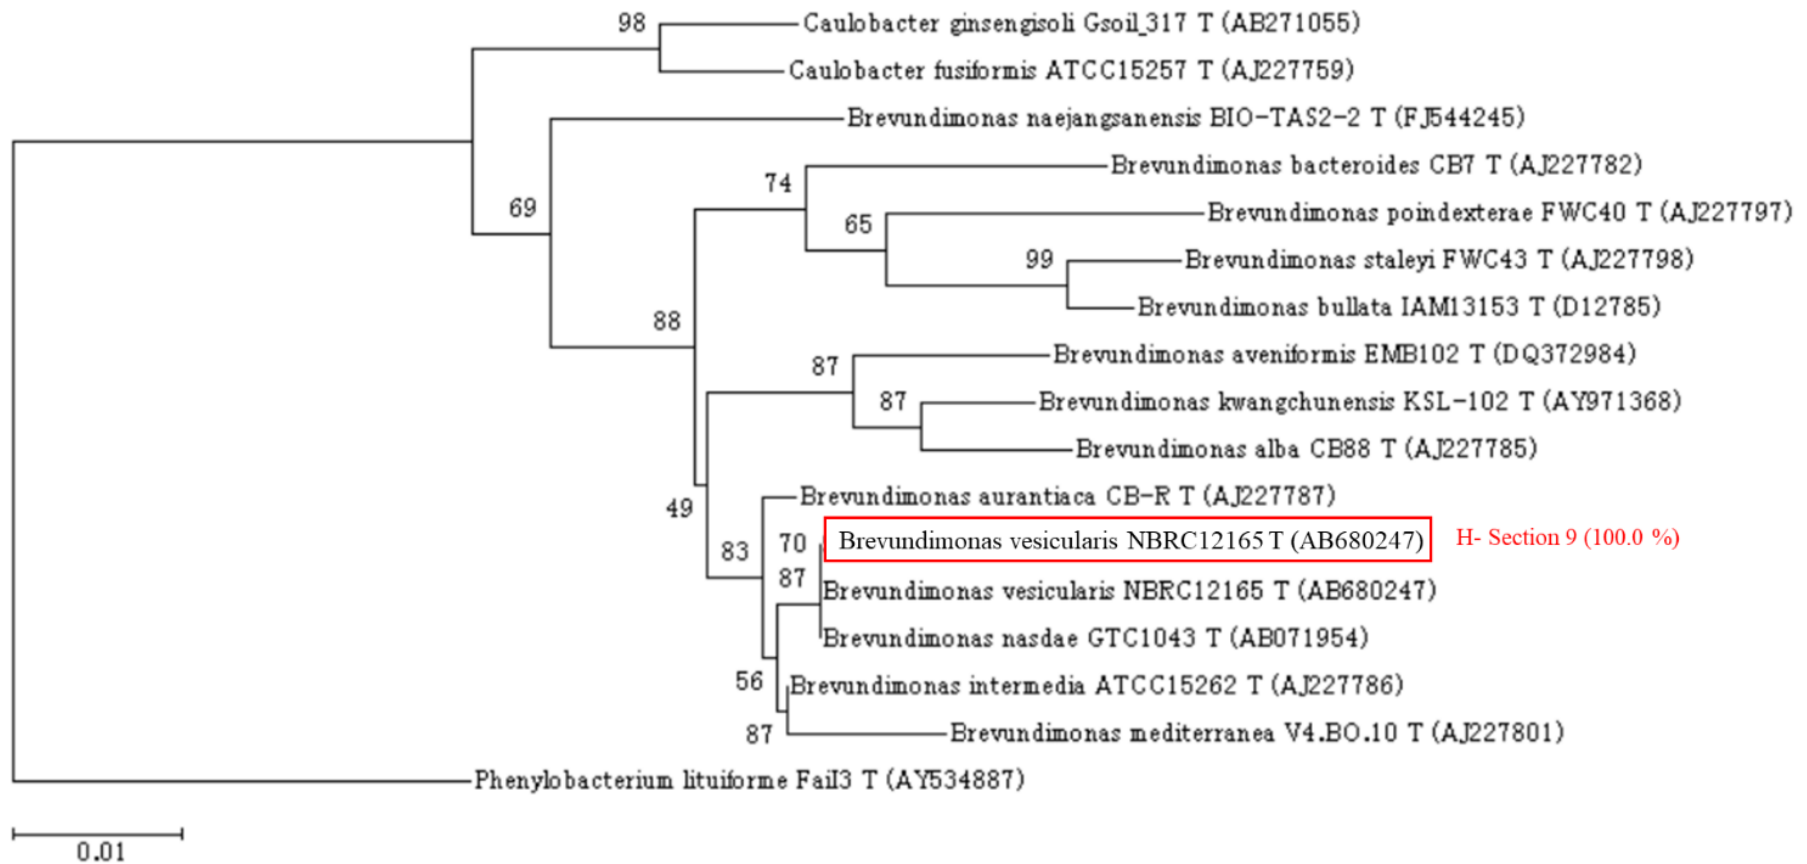 98
Caulobacter ginsengisoli Gsoil_317 T (AB271055)
Caulobacter fusiformis ATCC15257 T (AJ227759)
Brevundimonas naejangsanensis BIO-TAS2-2 T (FJ544245)
Brevundimonas bacteroides CB7 T (AJ227782)
74
69
65
Brevundimonas poindexterae FWC40 T (AJ227797)
99
Brevundimonas staleyi FWC43 T (AJ227798)
Brevundimonas bullata IAM13153 T (D12785)
88
Brevundimonas aveniformis EMB102 T (DQ372984)
87
87
Brevundimonas kwangchunensis KSL-102 T (AY971368)
Brevundimonas alba CB88 T (AJ227785)
Brevundimonas aurantiaca CB-R T (AJ227787)
49
70
Brevundimonas vesicularis NBRC12165 T (AB680247)
H- Section 9 (100.0 %)
83
87
Brevundimonas vesicularis NBRC12165 T (AB680247)
Brevundimonas nasdae GTC1043 T (AB071954)
56
Brevundimonas intermedia ATCC15262 T (AJ227786)
87
Brevundimonas mediterranea V4.BO.10 T (AJ227801)
Phenylobacterium lituiforme FaiI3 T (AY534887)
0.01